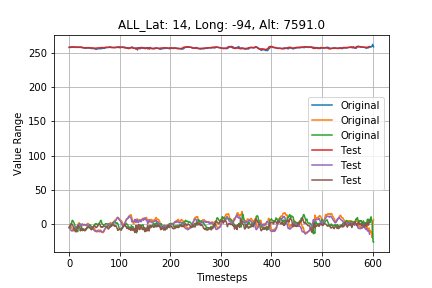 ALL_Lat: 14, Long: -94, Alt: 7591.0
250
200
150
100
50
0
Value Range
Original
Original
Original
Test
Test
Test
0 100 200 300 400 500 600
Timesteps